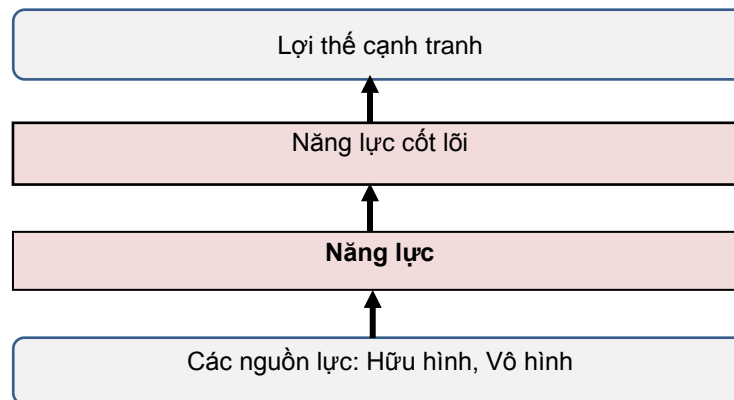 Lợi thế cạnh tranh
Năng lực cốt lõi
Năng lực
Các nguồn lực: Hữu hình, Vô hình